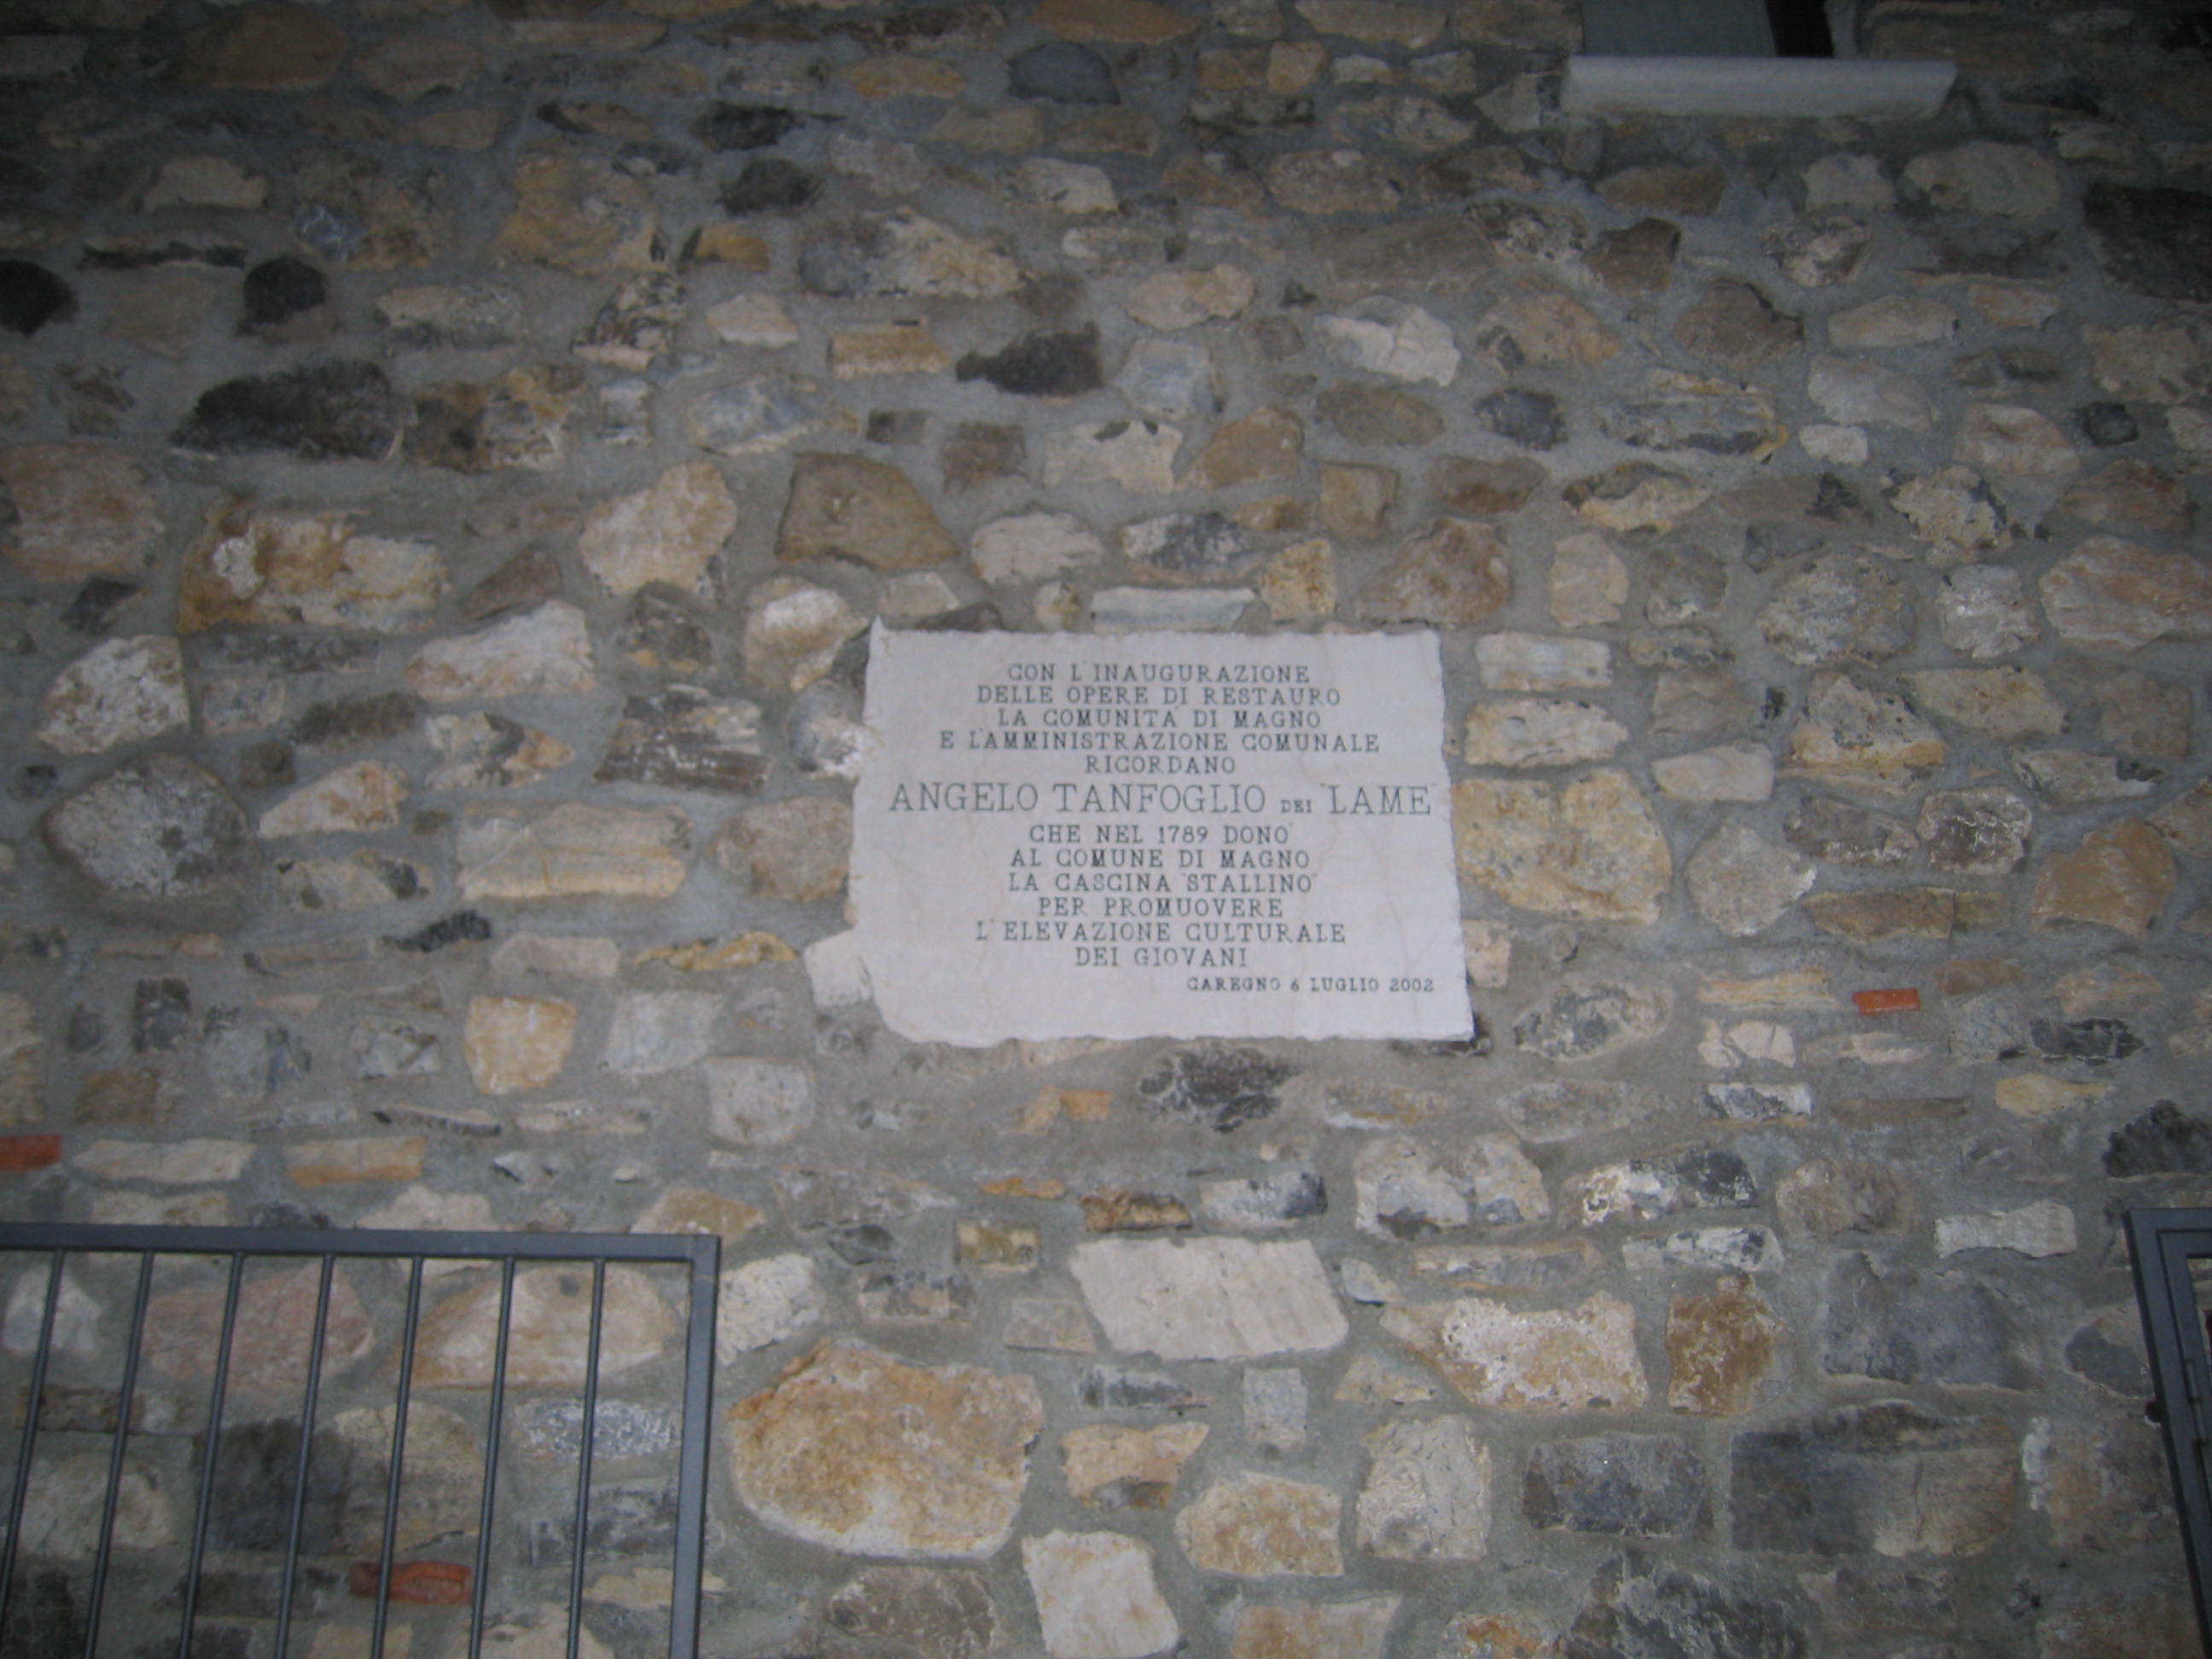 CON L'INAUGURAZIONE
DELLE OPERE DI RESTAURO
LA COMUNITA' DI MAGNO
E L'AMMINISTRAZIONE COMUNALE
RICORDANO
ANGELO TANFOGLIO DEI "LAME"
CHE NEL 1789 DONO'
AL COMUNE DI MAGNO
LA CASCINA "STALLINO"
PER PROMUOVERE
L'ELEVAZIONE CULTURALE
DEI GIOVANI
CAREGNO 6 LUGLIO 2002